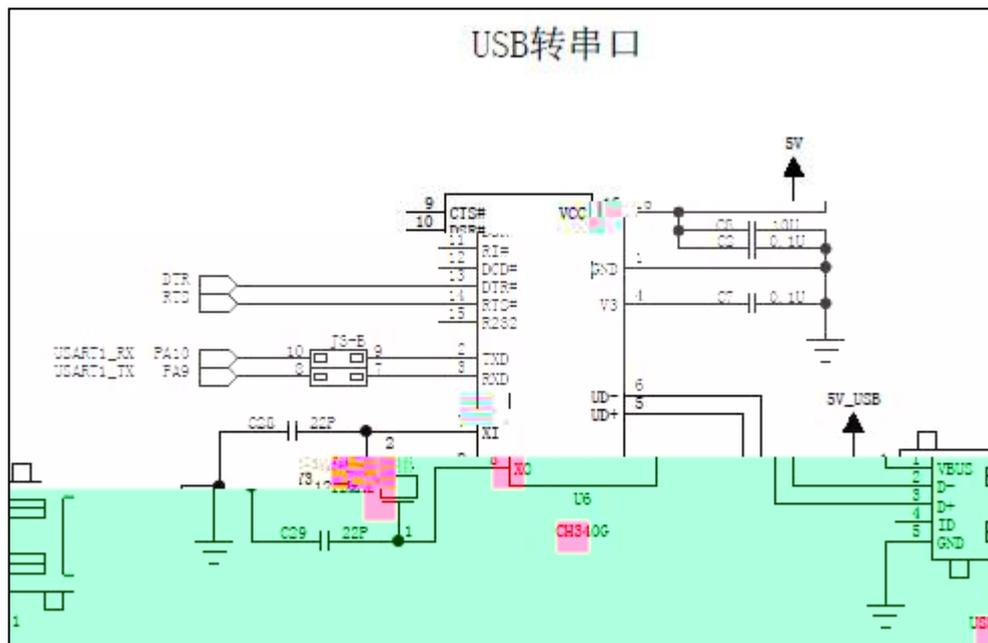 USB转串口
5V
9 CTS# VCC
10 DSR# C8 10U
11 RI# C2 0.1U
12 DCD# GND 1
DTR 13 DTR#
RTS 14 RTS# V3 4 C7 0.1U
15 R232
J3-B
USART1_RX PA10 10 9 2 TXD
USART1_TX PA9 8 7 3 RXD
UD- 6
UD+ 5 5V_USB
C28 22P XI
2
XO 1 VBUS
2 D-
U6 3 D+
4 ID
C29 22P 1 CH340G 5 GND
1